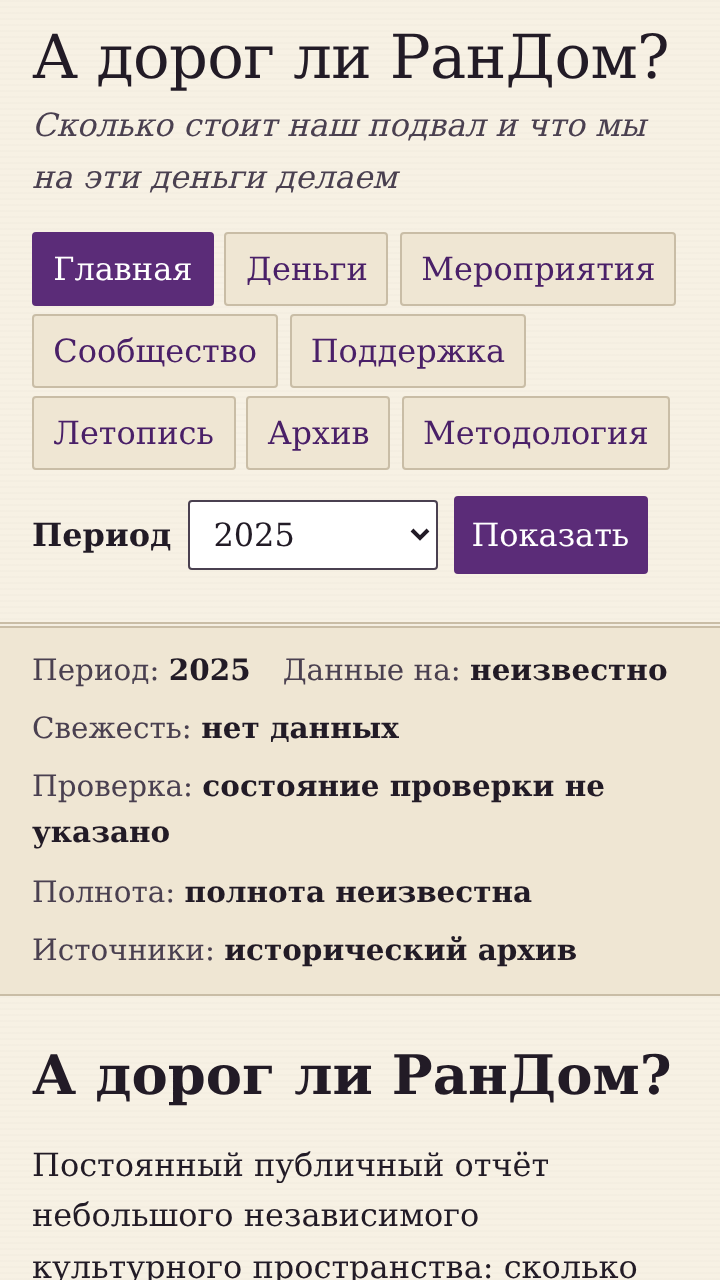 А дорог ли РанДом?
Сколько стоит наш подвал и что мы
на эти деньги делаем
Главная Деньги Мероприятия
Сообщество Поддержка
Летопись Архив Методология
Период 2025 Показать
Период: 2025 Данные на: неизвестно
Свежесть: нет данных
Проверка: состояние проверки не
указано
Полнота: полнота неизвестна
Источники: исторический архив
А дорог ли РанДом?
Постоянный публичный отчёт
небольшого независимого
культурного пространства: сколько